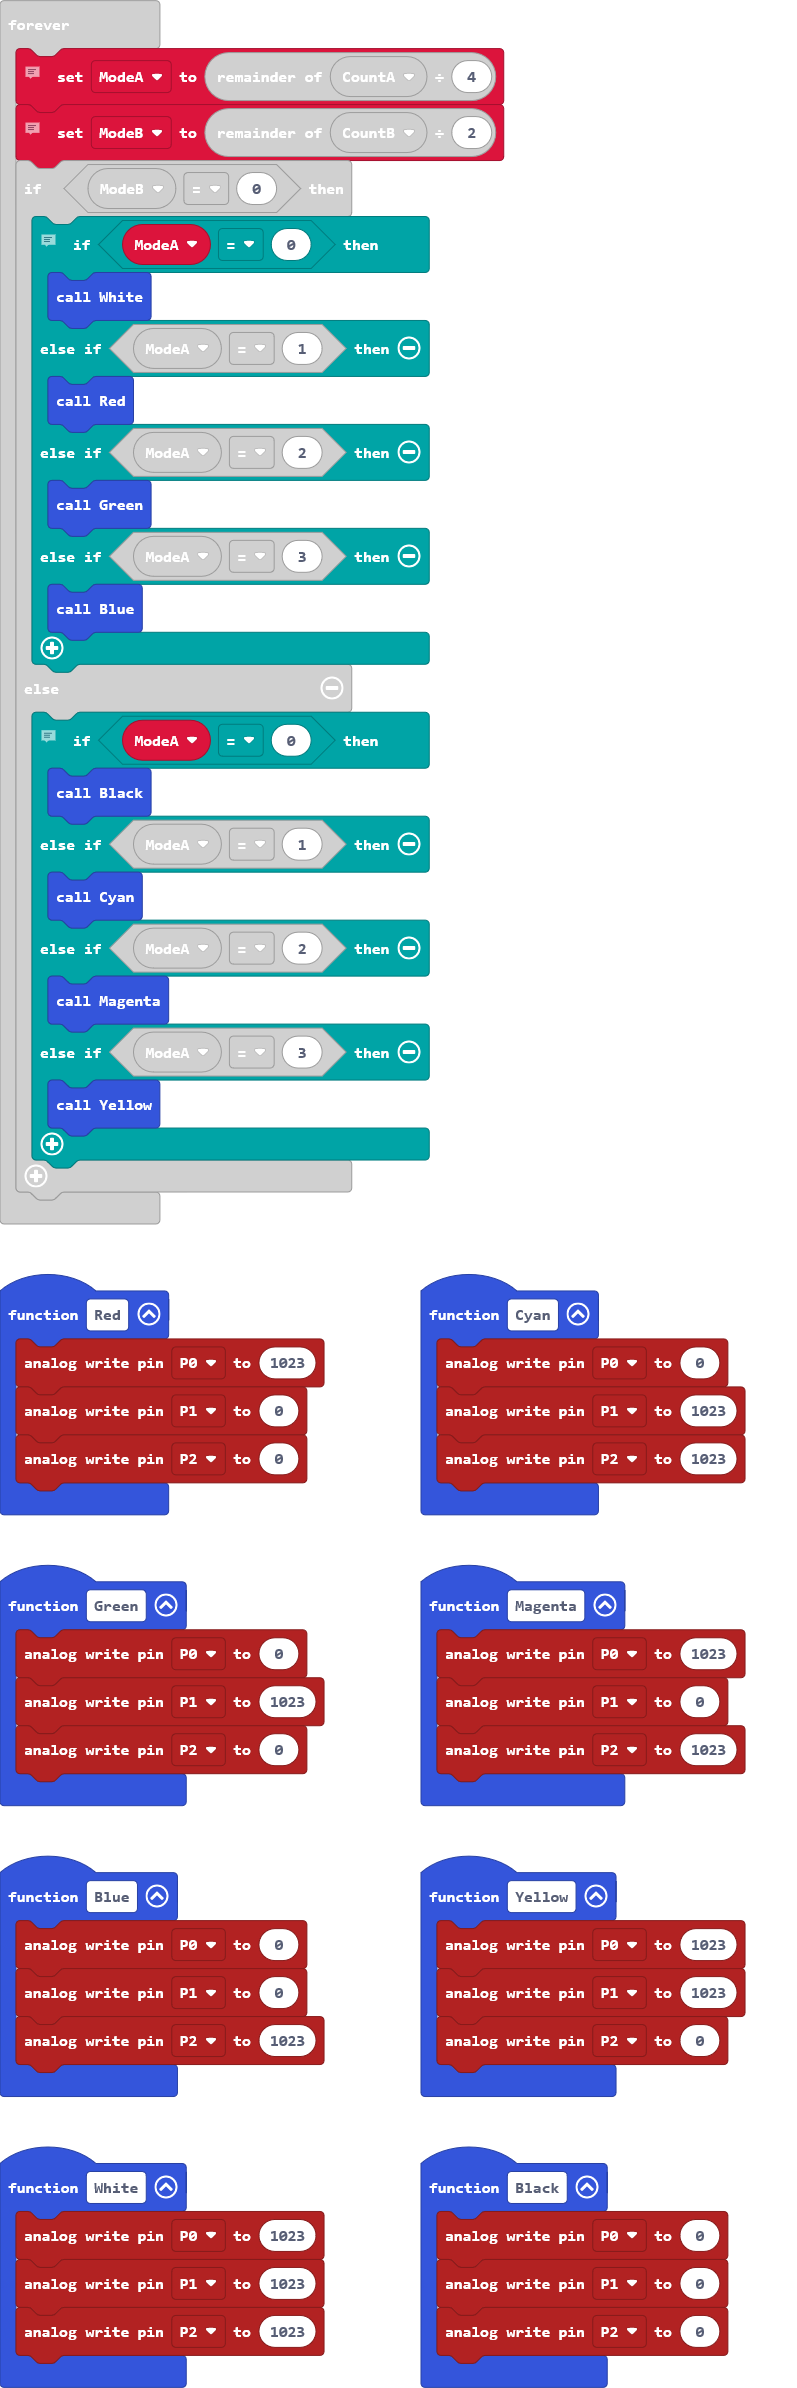 forever
set ModeA to remainder of CountA ÷ 4
set ModeB to remainder of CountB ÷ 2
if ModeB = 0 then
if ModeA = 0 then
call White
else if ModeA = 1 then
call Red
else if ModeA = 2 then
call Green
else if ModeA = 3 then
call Blue
else
if ModeA = 0 then
call Black
else if ModeA = 1 then
call Cyan
else if ModeA = 2 then
call Magenta
else if ModeA = 3 then
call Yellow
function Red
analog write pin P0 to 1023
analog write pin P1 to 0
analog write pin P2 to 0
function Cyan
analog write pin P0 to 0
analog write pin P1 to 1023
analog write pin P2 to 1023
function Green
analog write pin P0 to 0
analog write pin P1 to 1023
analog write pin P2 to 0
function Magenta
analog write pin P0 to 1023
analog write pin P1 to 0
analog write pin P2 to 1023
function Blue
analog write pin P0 to 0
analog write pin P1 to 0
analog write pin P2 to 1023
function Yellow
analog write pin P0 to 1023
analog write pin P1 to 1023
analog write pin P2 to 0
function White
analog write pin P0 to 1023
analog write pin P1 to 1023
analog write pin P2 to 1023
function Black
analog write pin P0 to 0
analog write pin P1 to 0
analog write pin P2 to 0